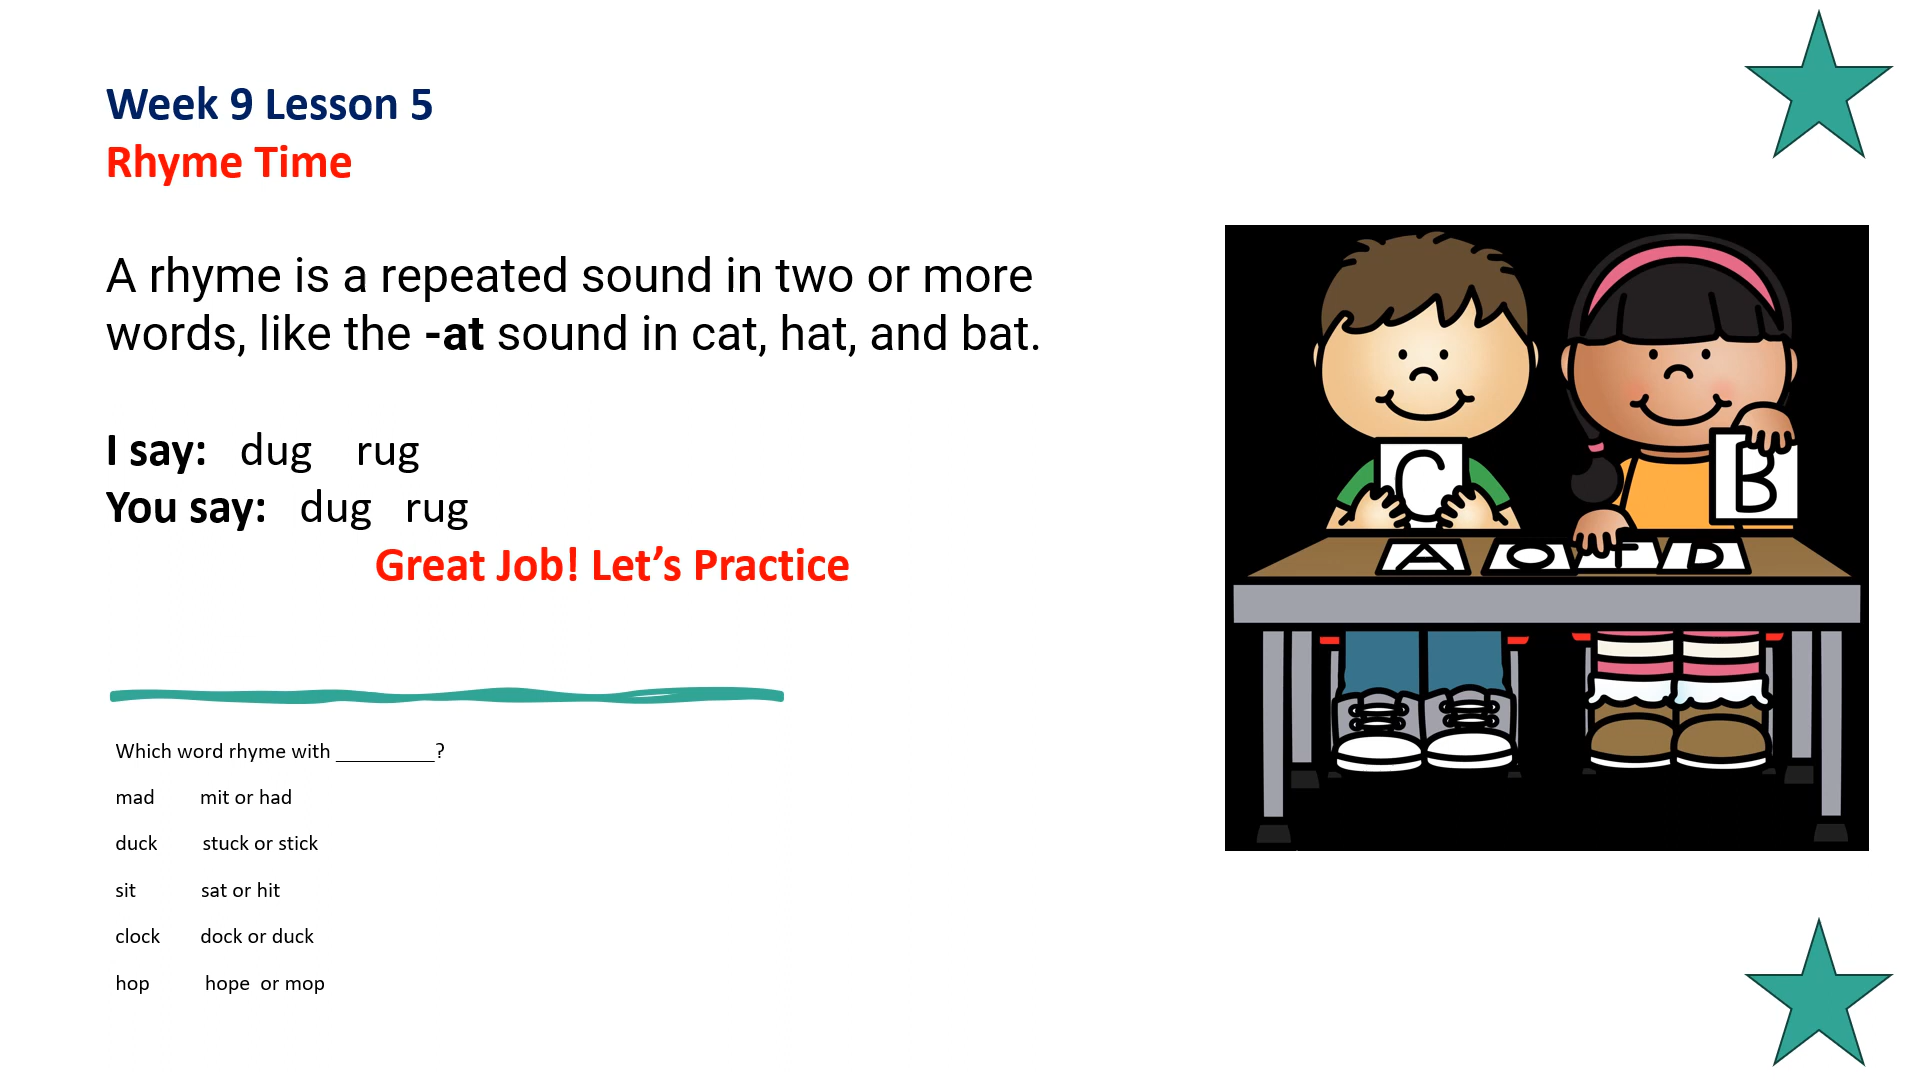 Week 9 Lesson 5
Rhyme Time
A rhyme is a repeated sound in two or more
words, like the -at sound in cat, hat, and bat.
I say: dug rug
You say: dug rug
Great Job! Let’s Practice
C
B
A O F D
Which word rhyme with _________?
mad mit or had
duck stuck or stick
sit sat or hit
clock dock or duck
hop hope or mop